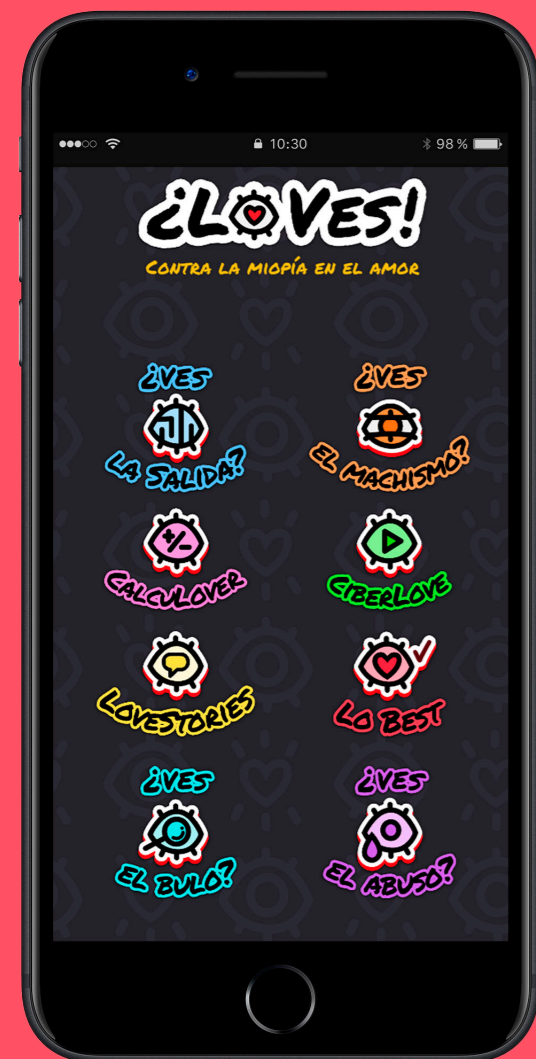 10:30
98 %
¿LOVES!
CONTRA LA MIOPÍA EN EL AMOR
¿VES
LA SALIDA?
¿VES
EL MACHISMO?
CALCULOVER
CIBERLOVE
LOVESTORIES
LO BEST
¿VES
EL BULO?
¿VES
EL ABUSO?